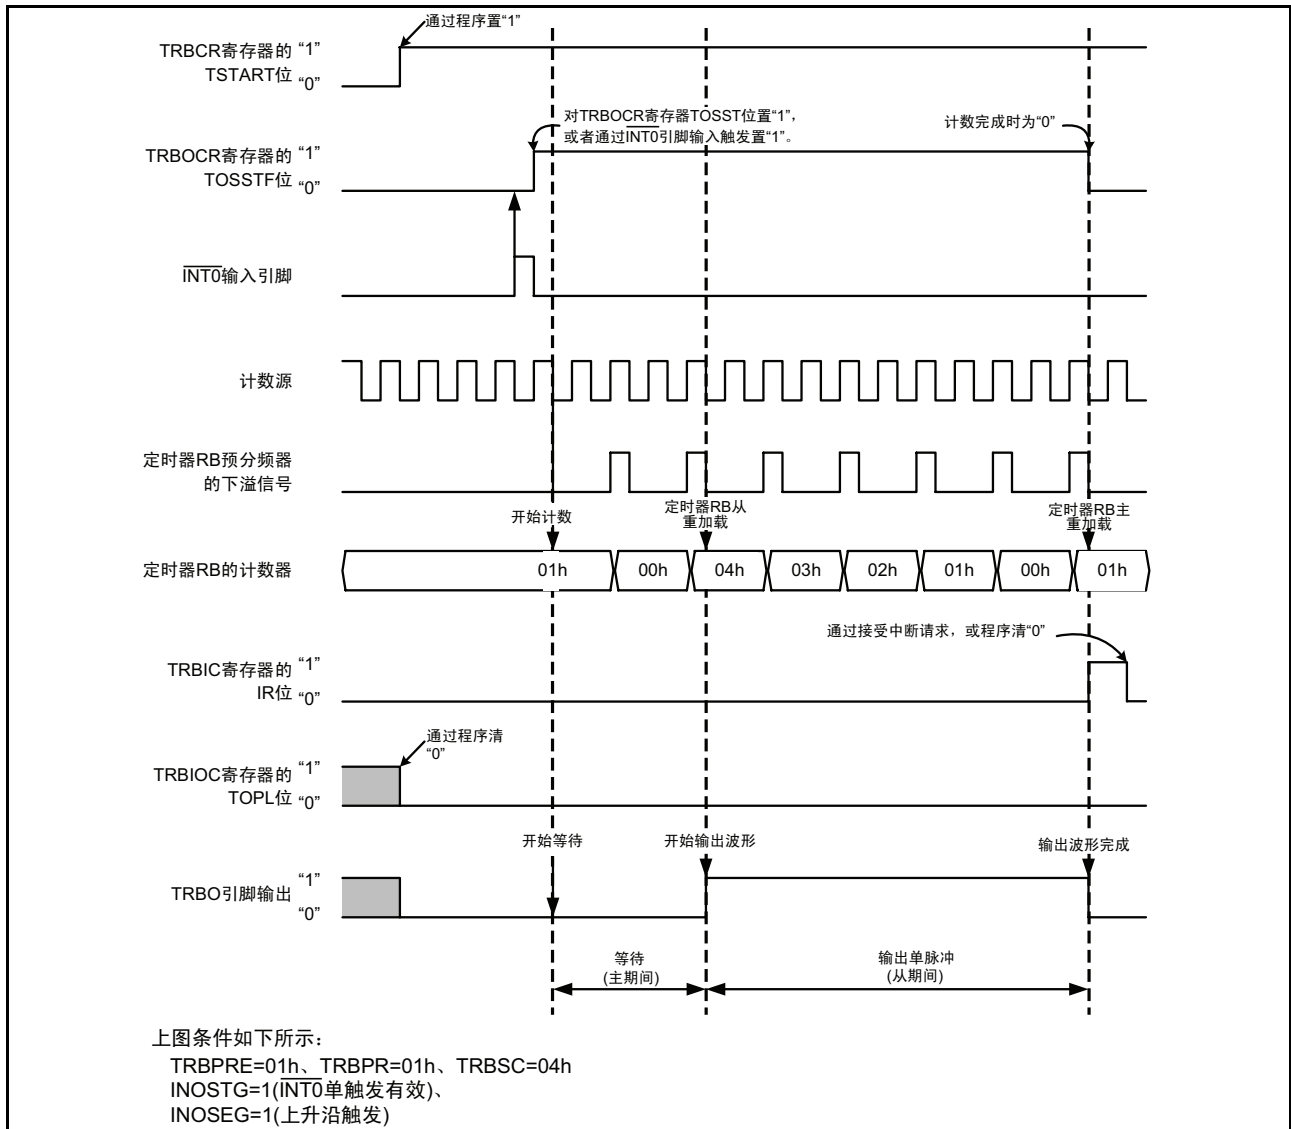 通过程序置“1”
TRBCR寄存器的 “1”
TSTART位 “0”
对TRBOCR寄存器TOSST位置“1”，
或者通过INT0引脚输入触发置“1”。
计数完成时为“0”
TRBOCR寄存器的 “1”
TOSSTF位 “0”
INT0输入引脚
计数源
定时器RB预分频器
的下溢信号
开始计数
定时器RB从
重加载
定时器RB主
重加载
定时器RB的计数器
01h 00h 04h 03h 02h 01h 00h 01h
通过接受中断请求，或程序清“0”
TRBIC寄存器的 “1”
IR位 “0”
通过程序清
“0”
TRBIOC寄存器的 “1”
TOPL位 “0”
开始等待 开始输出波形 输出波形完成
TRBO引脚输出 “1”
“0”
等待
(主期间)
输出单脉冲
(从期间)
上图条件如下所示：
TRBPRE=01h、TRBPR=01h、TRBSC=04h
INOSTG=1(INT0单触发有效)、
INOSEG=1(上升沿触发)